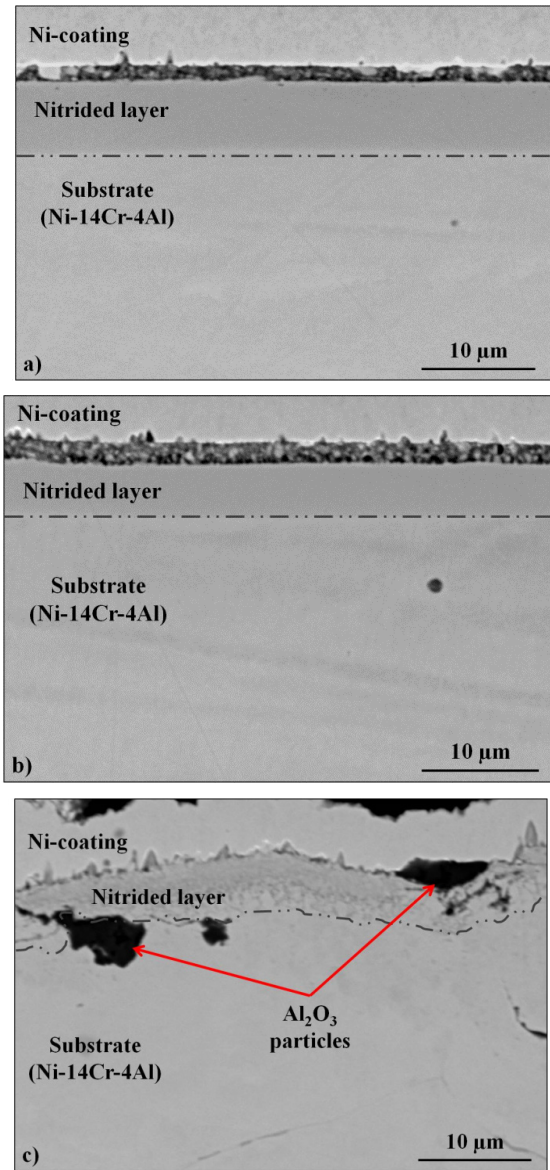 Ni-coating
Nitrided layer
Substrate
(Ni-14Cr-4Al)
10 μm
a)
Ni-coating
Nitrided layer
Substrate
(Ni-14Cr-4Al)
10 μm
b)
Ni-coating
Nitrided layer
Al₂O₃
particles
Substrate
(Ni-14Cr-4Al)
10 μm
c)